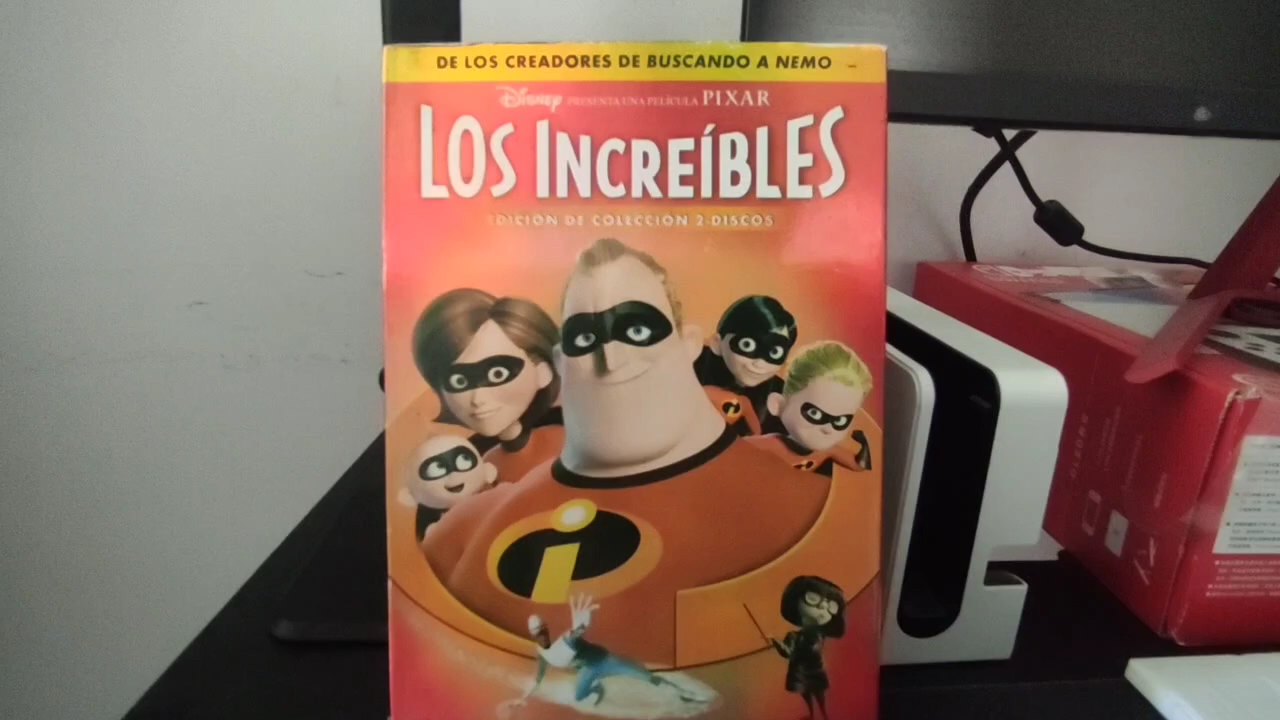 DE LOS CREADORES DE BUSCANDO A NEMO
Disney PRESENTA UNA PELÍCULA PIXAR
LOS INCREÍBLES
EDICIÓN DE COLECCIÓN 2-DISCOS